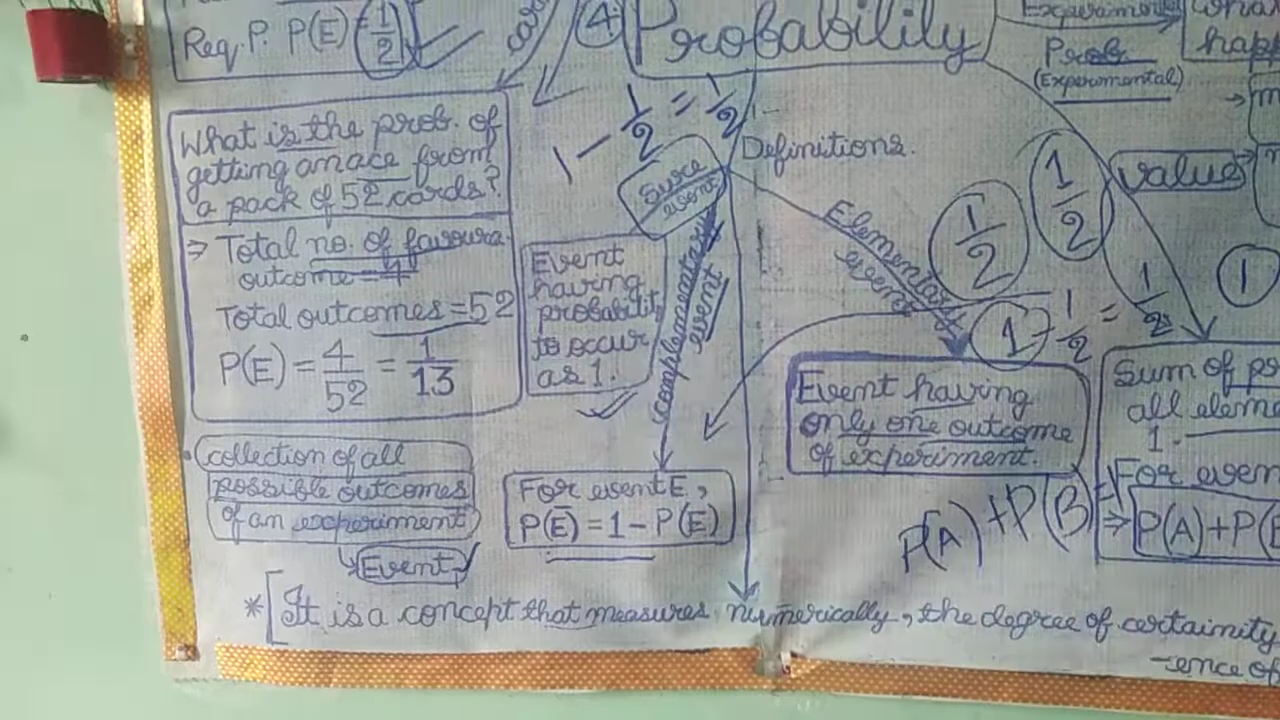 Req. P. P(E) = 1/2
card
4
Probability
Experiment
Prob.
(Experimental)
What
happ
What is the prob. of
getting an ace from
a pack of 52 cards?
⇒ Total no. of favoura.
outcome = 4
Total outcomes = 52
P(E) = 4/52 = 1/13
1 - 1/2 = 1/2
Sure
event
Definitions.
Event
having
probability
to occur
as 1.
complementary
event
Elementary
event
1/2
1/2
value
1
1 - 1/2 = 1/2
Event having
only one outcome
of experiment.
Sum of
all eleme
1.
For even
⇒ P(A)+P(
P(A) + P(B)
collection of all
possible outcomes
of an experiment
Event
For event E,
P(Ē) = 1 - P(E)
* [It is a concept that measures numerically, the degree of certainity
-ence of